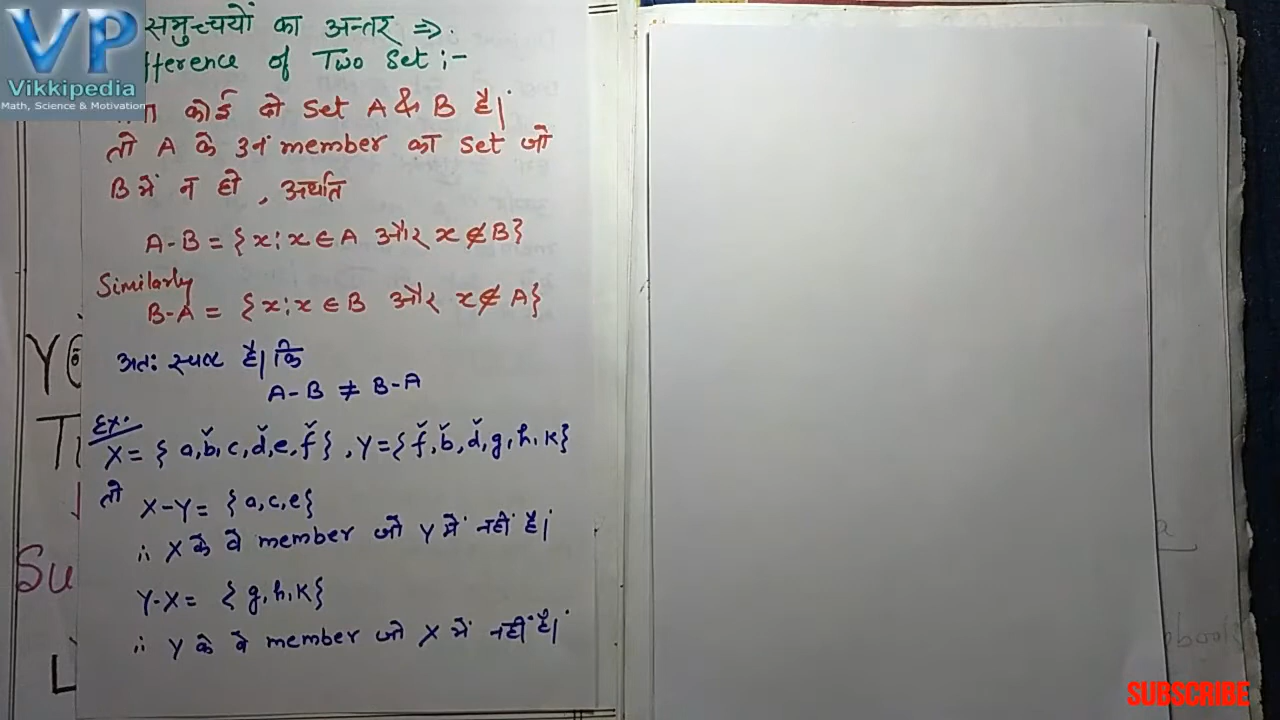 VP
Vikkipedia
Math, Science & Motivation
समुच्चयों का अन्तर ⇒
fference of Two Set :-
कोई दो Set A & B है।
तो A के उन member का Set जो
B में न हो , अर्थात
A-B = {x : x ∈ A और x ∉ B}
Similarly
B-A = {x : x ∈ B और x ∉ A}
अतः स्पष्ट है। कि
A-B ≠ B-A
Ex.
X = {a, b, c, d, e, f} , Y = {f, b, d, g, h, k}
तो X-Y = {a, c, e}
∴ X के वे member जो Y में नहीं है।
Y-X = {g, h, k}
∴ Y के वे member जो X में नहीं है।
Su
SUBSCRIBE